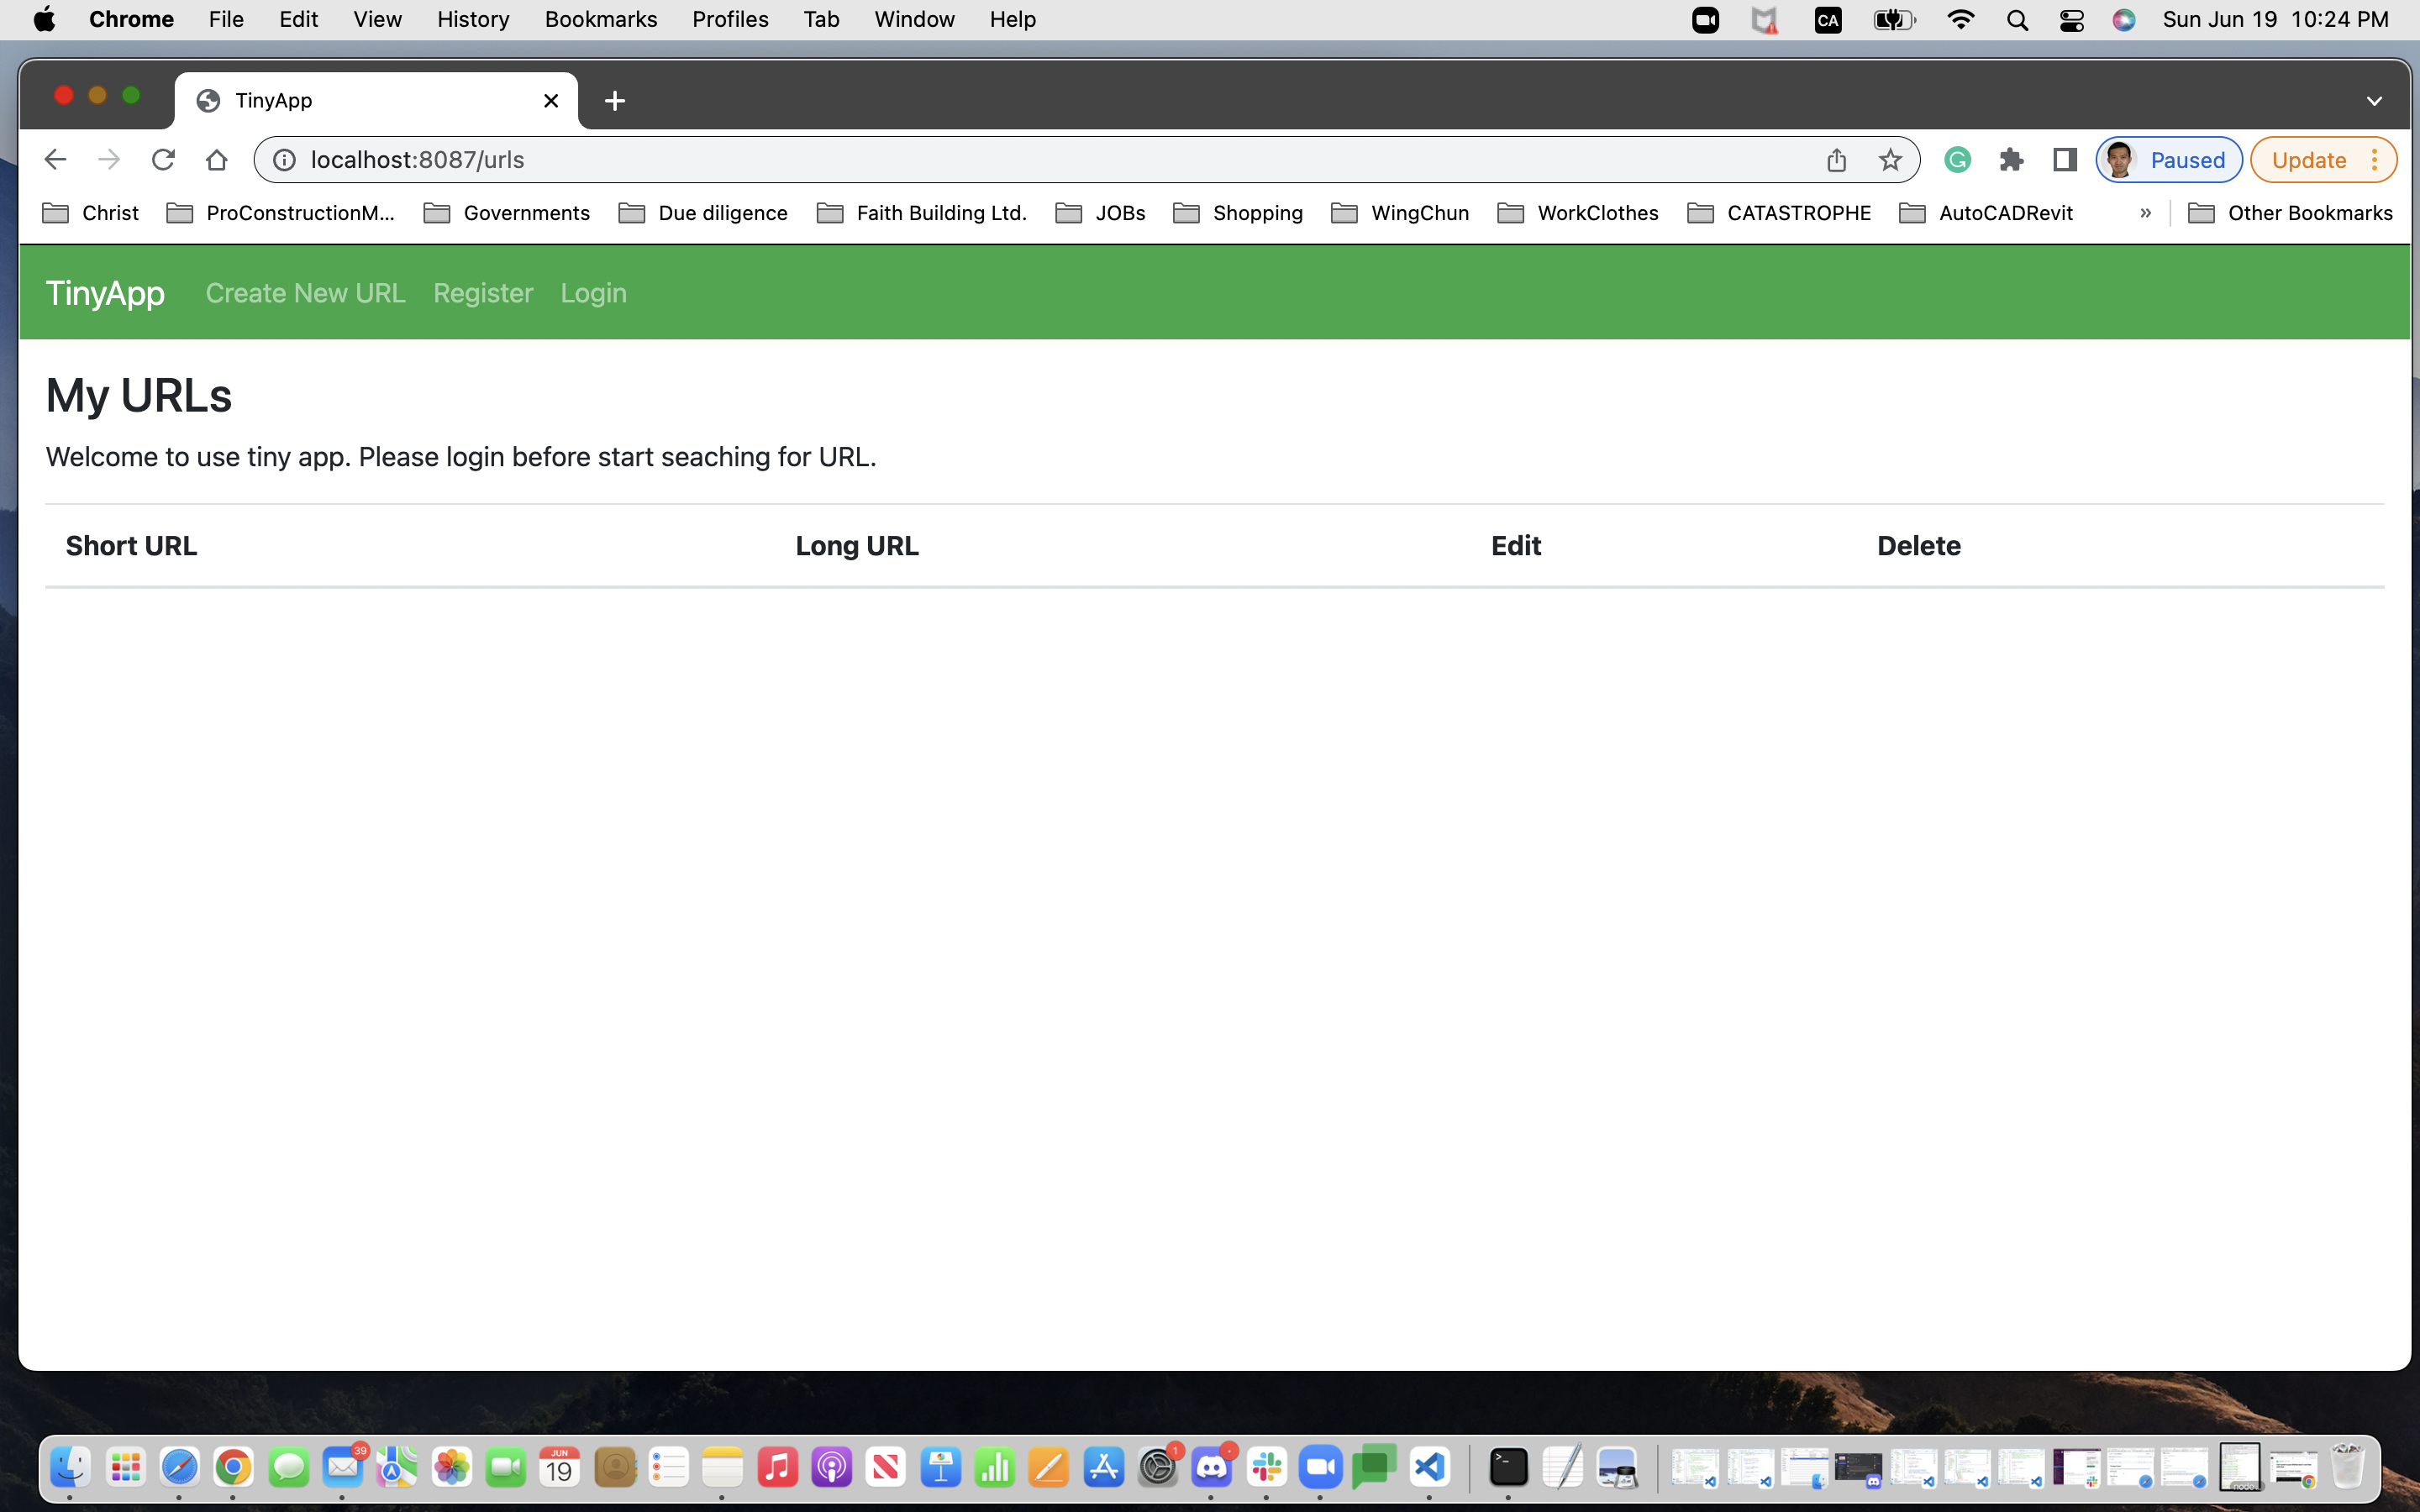 Chrome File Edit View History Bookmarks Profiles Tab Window Help CA Sun Jun 19 10:24 PM
TinyApp
localhost:8087/urls Paused Update
Christ ProConstructionM... Governments Due diligence Faith Building Ltd. JOBs Shopping WingChun WorkClothes CATASTROPHE AutoCADRevit » Other Bookmarks
TinyApp Create New URL Register Login
My URLs
Welcome to use tiny app. Please login before start seaching for URL.
Short URL Long URL Edit Delete
39 JUN 19 1
node